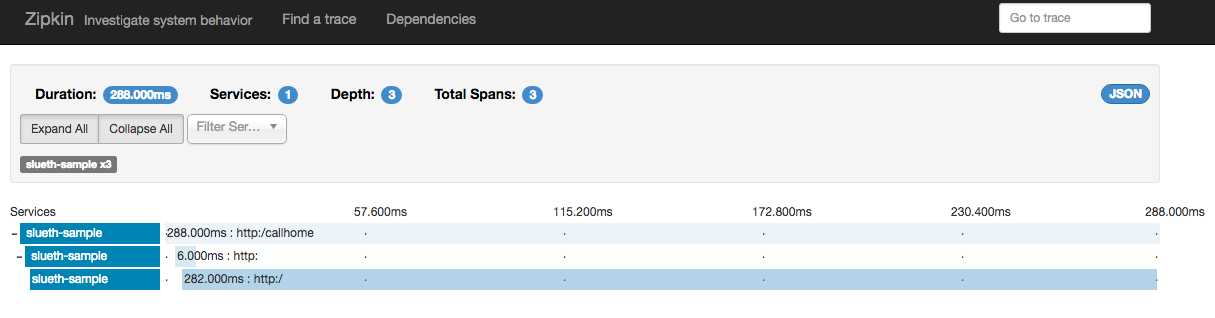 Zipkin Investigate system behavior Find a trace Dependencies Go to trace
Duration: 288.000ms Services: 1 Depth: 3 Total Spans: 3 JSON
Expand All Collapse All Filter Ser...
slueth-sample x3
Services 57.600ms 115.200ms 172.800ms 230.400ms 288.000ms
– slueth-sample 288.000ms : http:/callhome
– slueth-sample 6.000ms : http:
slueth-sample 282.000ms : http:/